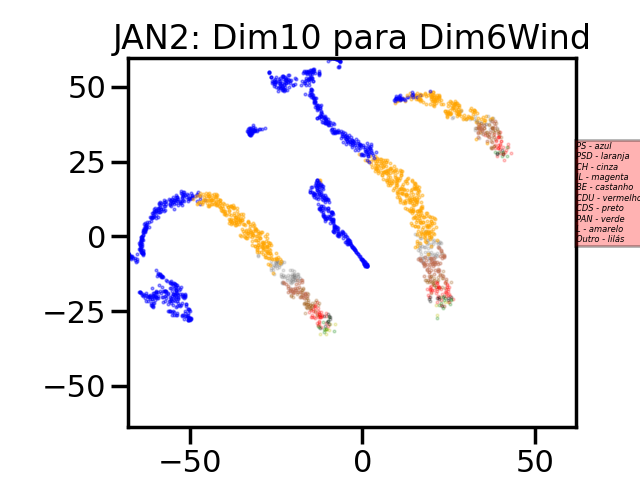 JAN2: Dim10 para Dim6Wind
50
25
0
−25
−50
−50
0
50
PS - azul
PSD - laranja
CH - cinza
IL - magenta
BE - castanho
CDU - vermelho
CDS - preto
PAN - verde
L - amarelo
Outro - lilás